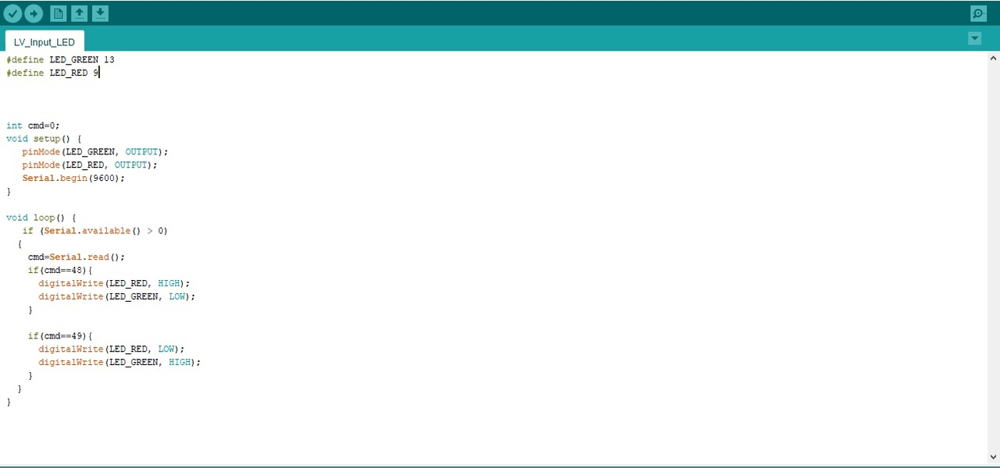 LV_Input_LED
#define LED_GREEN 13
#define LED_RED 9
int cmd=0;
void setup() {
pinMode(LED_GREEN, OUTPUT);
pinMode(LED_RED, OUTPUT);
Serial.begin(9600);
}
void loop() {
if (Serial.available() > 0)
{
cmd=Serial.read();
if(cmd==48){
digitalWrite(LED_RED, HIGH);
digitalWrite(LED_GREEN, LOW);
}
if(cmd==49){
digitalWrite(LED_RED, LOW);
digitalWrite(LED_GREEN, HIGH);
}
}
}